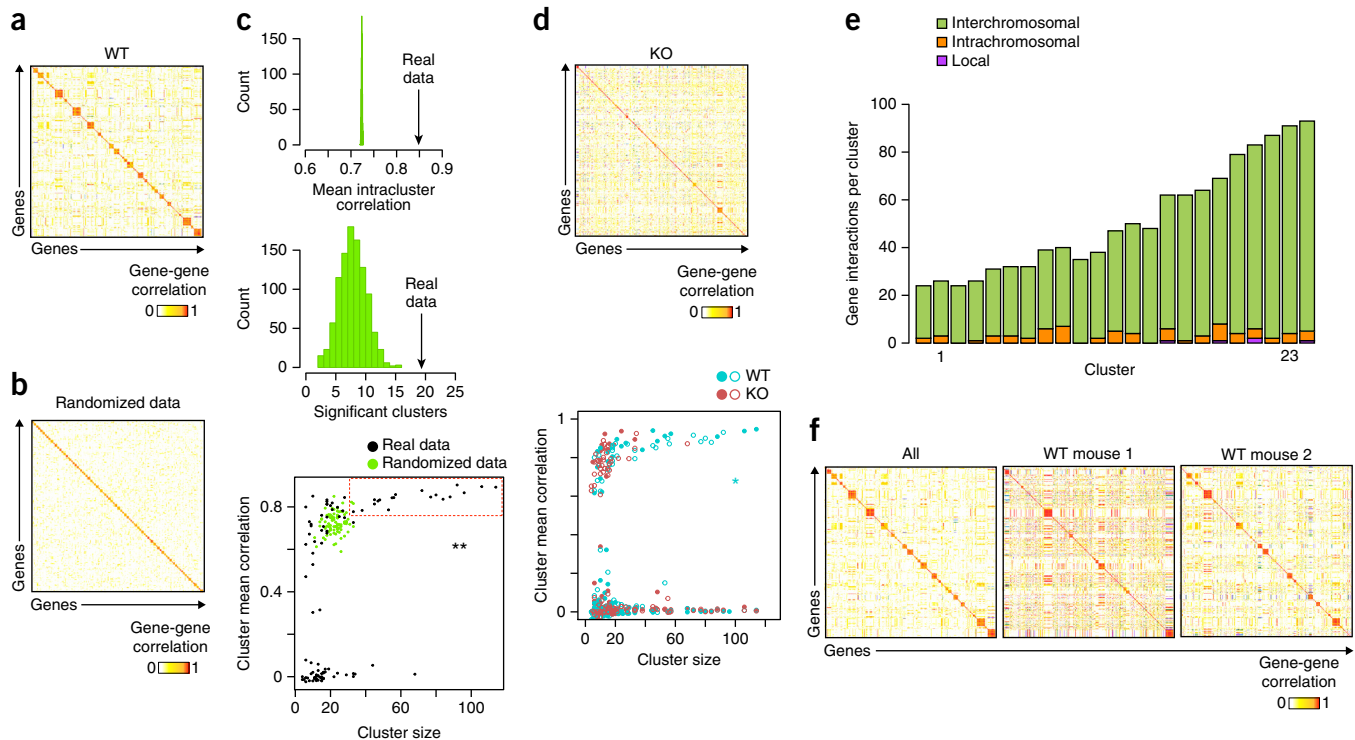 a
WT
Genes
Genes
Gene-gene
correlation
0 1
b
Randomized data
Genes
Genes
Gene-gene
correlation
0 1
c
150
100
50
0
Count
Real
data
0.6 0.7 0.8 0.9
Mean intracluster
correlation
150
100
50
0
Count
Real
data
0 5 10 15 20 25
Significant clusters
Real data
Randomized data
0.8
0.4
0
Cluster mean correlation
**
0 20 60 100
Cluster size
d
KO
Genes
Genes
Gene-gene
correlation
0 1
WT
KO
1
0
Cluster mean correlation
*
0 20 60 100
Cluster size
e
Interchromosomal
Intrachromosomal
Local
100
80
60
40
20
0
Gene interactions per cluster
1 23
Cluster
f
All WT mouse 1 WT mouse 2
Genes
Genes
Gene-gene
correlation
0 1